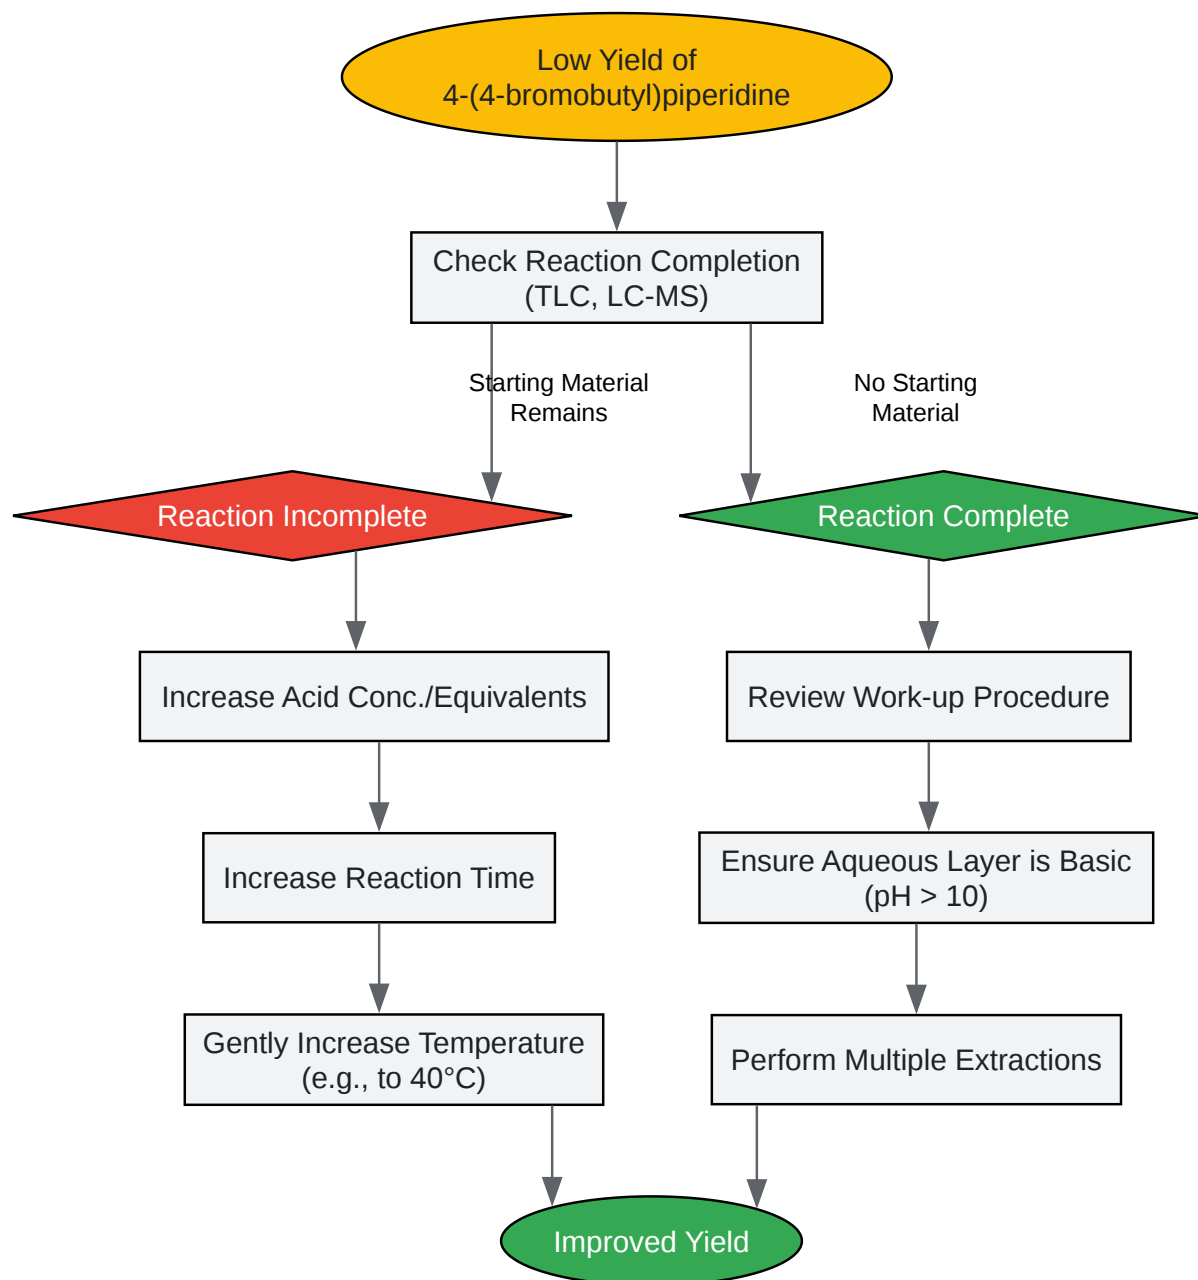 Low Yield of
4-(4-bromobutyl)piperidine
Check Reaction Completion
(TLC, LC-MS)
Starting Material
Remains
No Starting
Material
Reaction Incomplete
Reaction Complete
Increase Acid Conc./Equivalents
Review Work-up Procedure
Increase Reaction Time
Ensure Aqueous Layer is Basic
(pH > 10)
Gently Increase Temperature
(e.g., to 40°C)
Perform Multiple Extractions
Improved Yield